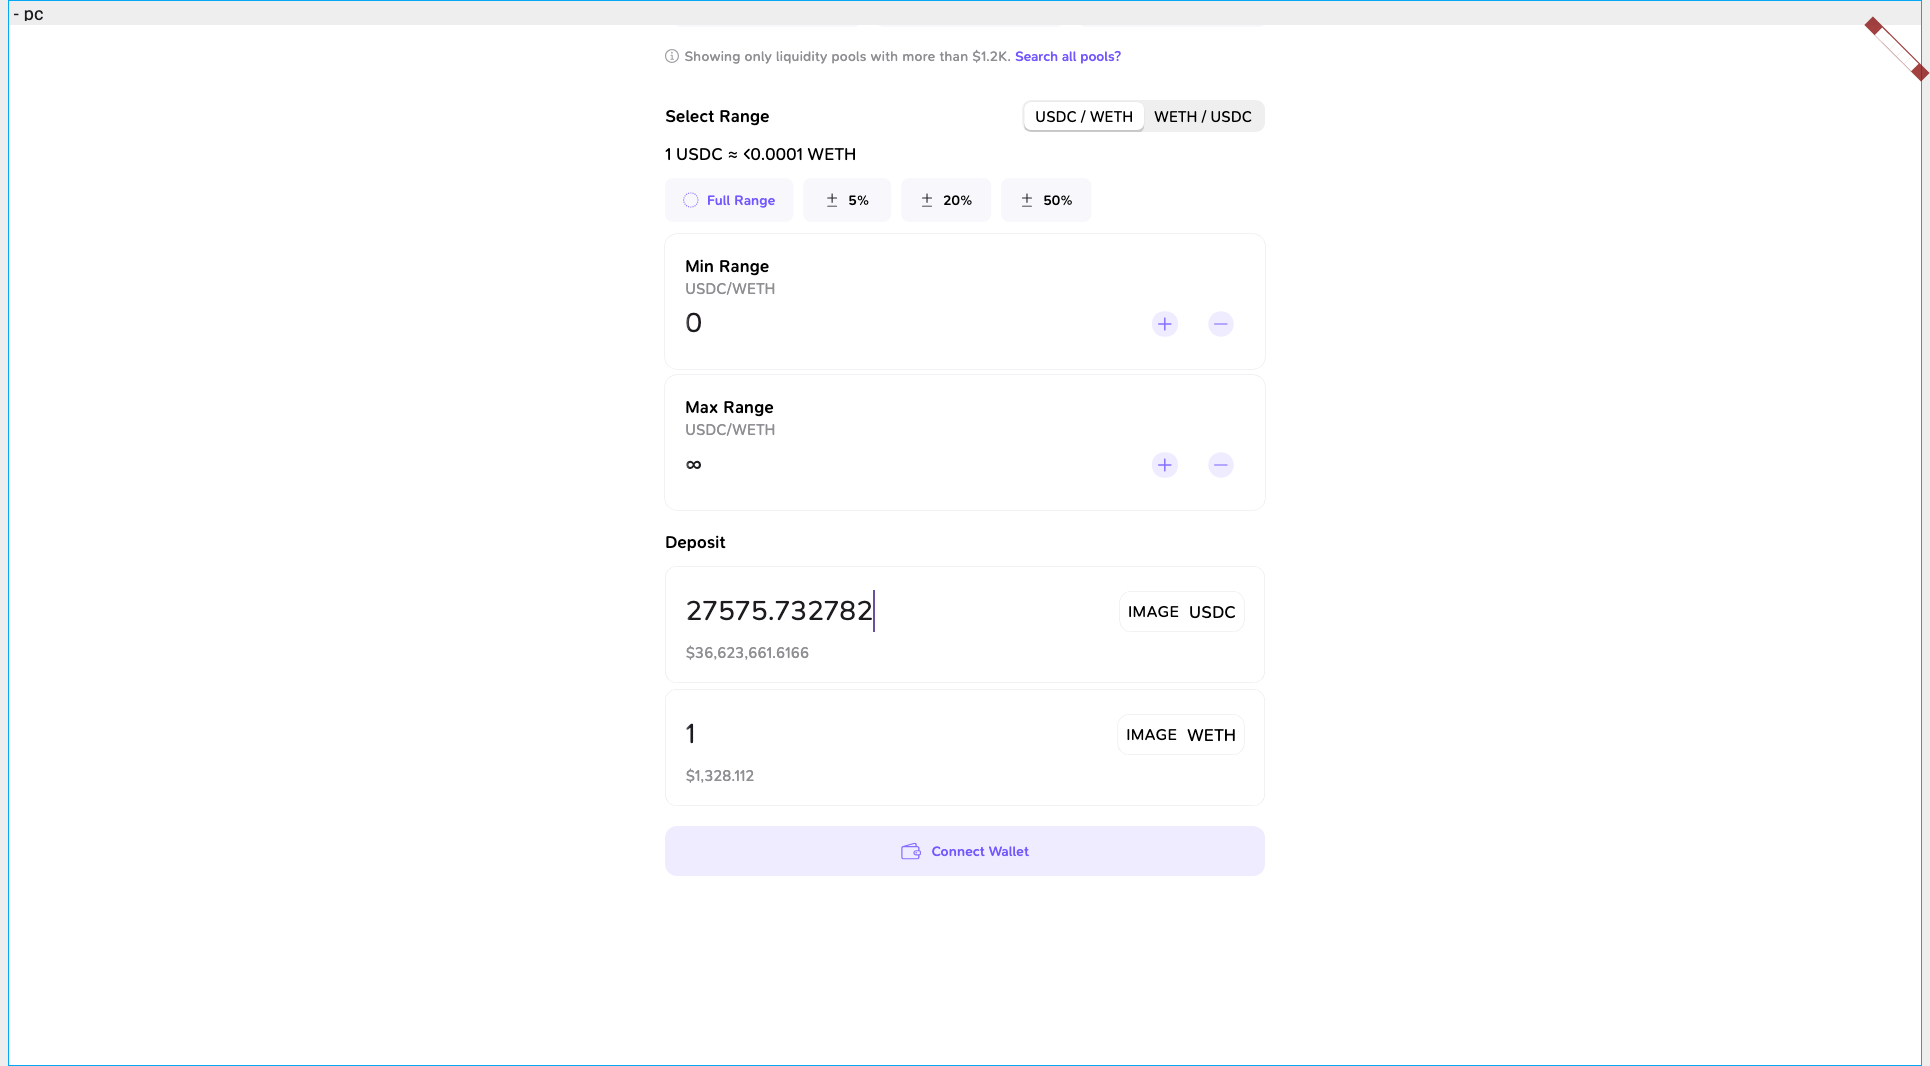 - pc
Showing only liquidity pools with more than $1.2K. Search all pools?
Select Range
USDC / WETH WETH / USDC
1 USDC ≈ <0.0001 WETH
Full Range ± 5% ± 20% ± 50%
Min Range
USDC/WETH
0
Max Range
USDC/WETH
∞
Deposit
27575.732782 IMAGE USDC
$36,623,661.6166
1 IMAGE WETH
$1,328.112
Connect Wallet